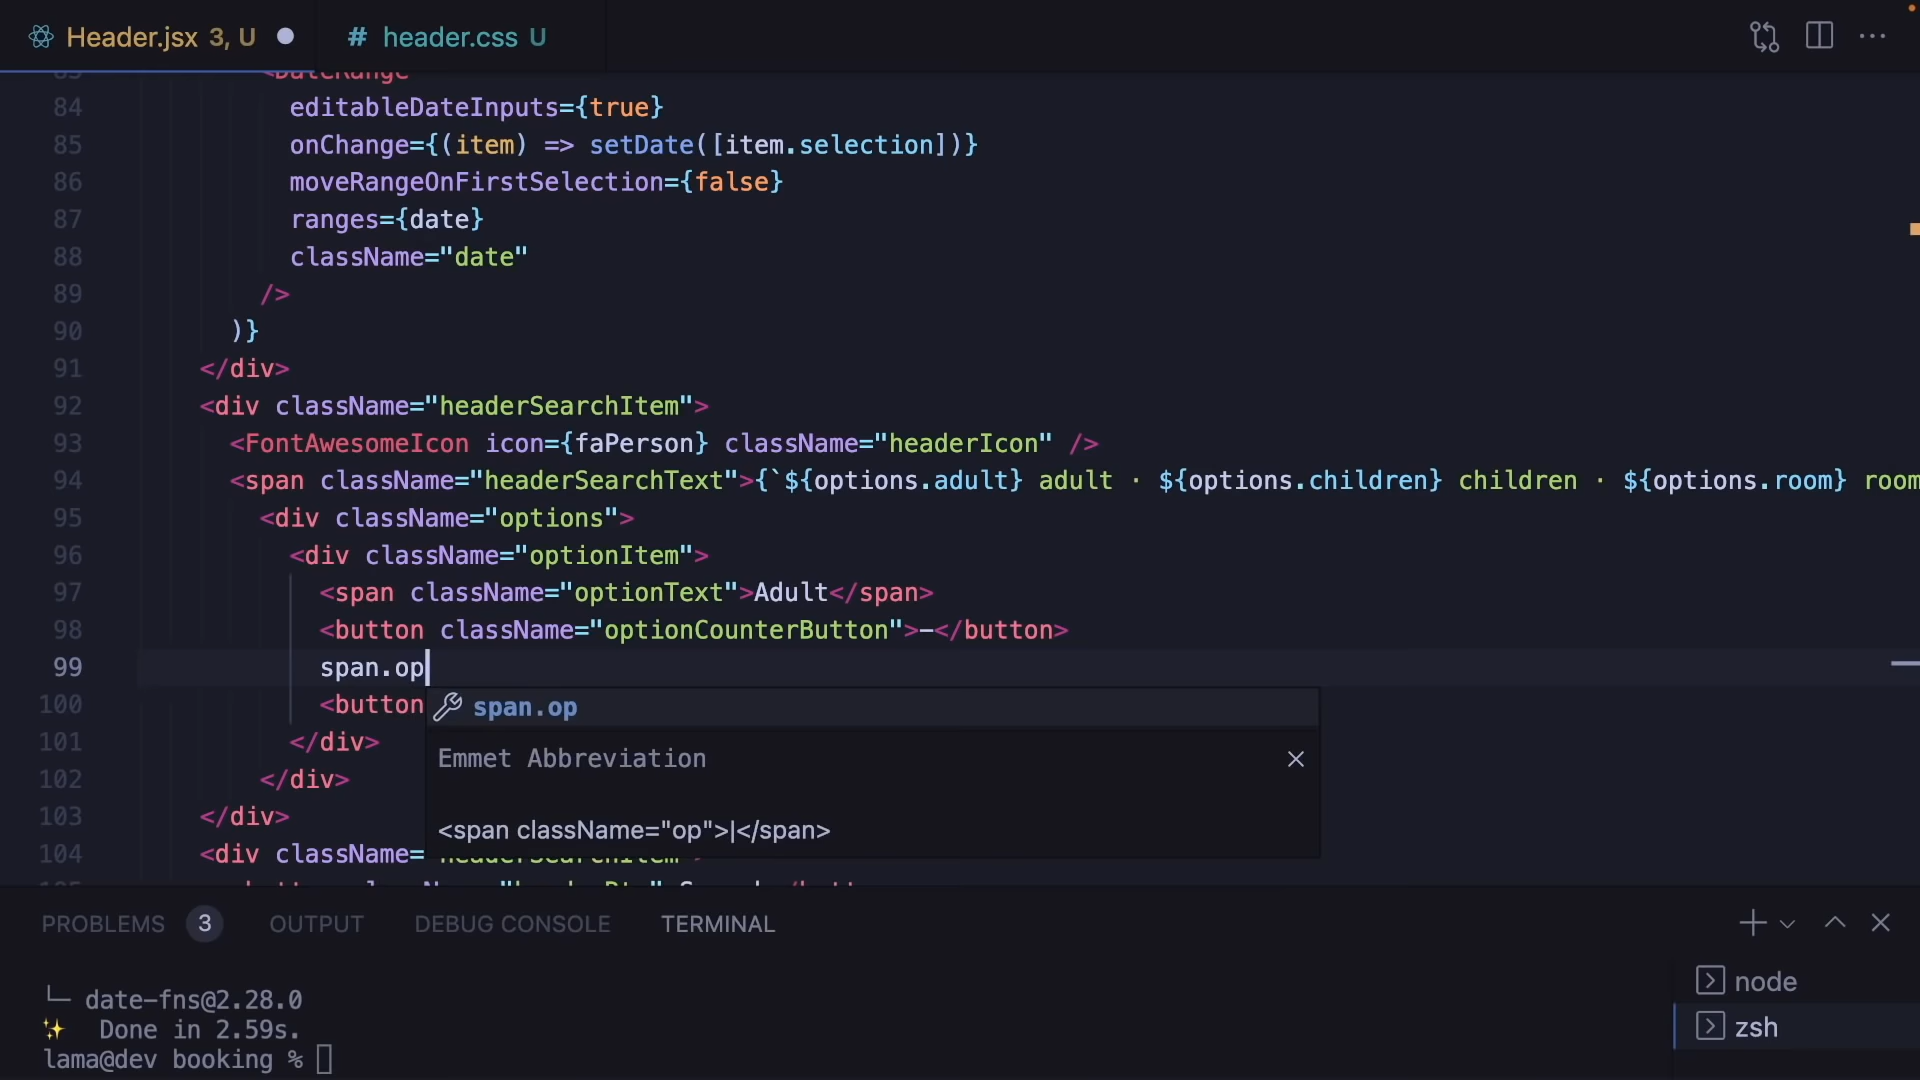 Header.jsx 3, U
# header.css U
83 <DateRange
84 editableDateInputs={true}
85 onChange={(item) => setDate([item.selection])}
86 moveRangeOnFirstSelection={false}
87 ranges={date}
88 className="date"
89 />
90 )}
91 </div>
92 <div className="headerSearchItem">
93 <FontAwesomeIcon icon={faPerson} className="headerIcon" />
94 <span className="headerSearchText">{`${options.adult} adult · ${options.children} children · ${options.room} room
95 <div className="options">
96 <div className="optionItem">
97 <span className="optionText">Adult</span>
98 <button className="optionCounterButton">-</button>
99 span.op
100 <button
span.op
101 </div>
Emmet Abbreviation
102 </div>
103 </div>
<span className="op">|</span>
104 <div className="headerSearchItem">
PROBLEMS 3 OUTPUT DEBUG CONSOLE TERMINAL
└─ date-fns@2.28.0
✨ Done in 2.59s.
lama@dev booking %
node
zsh